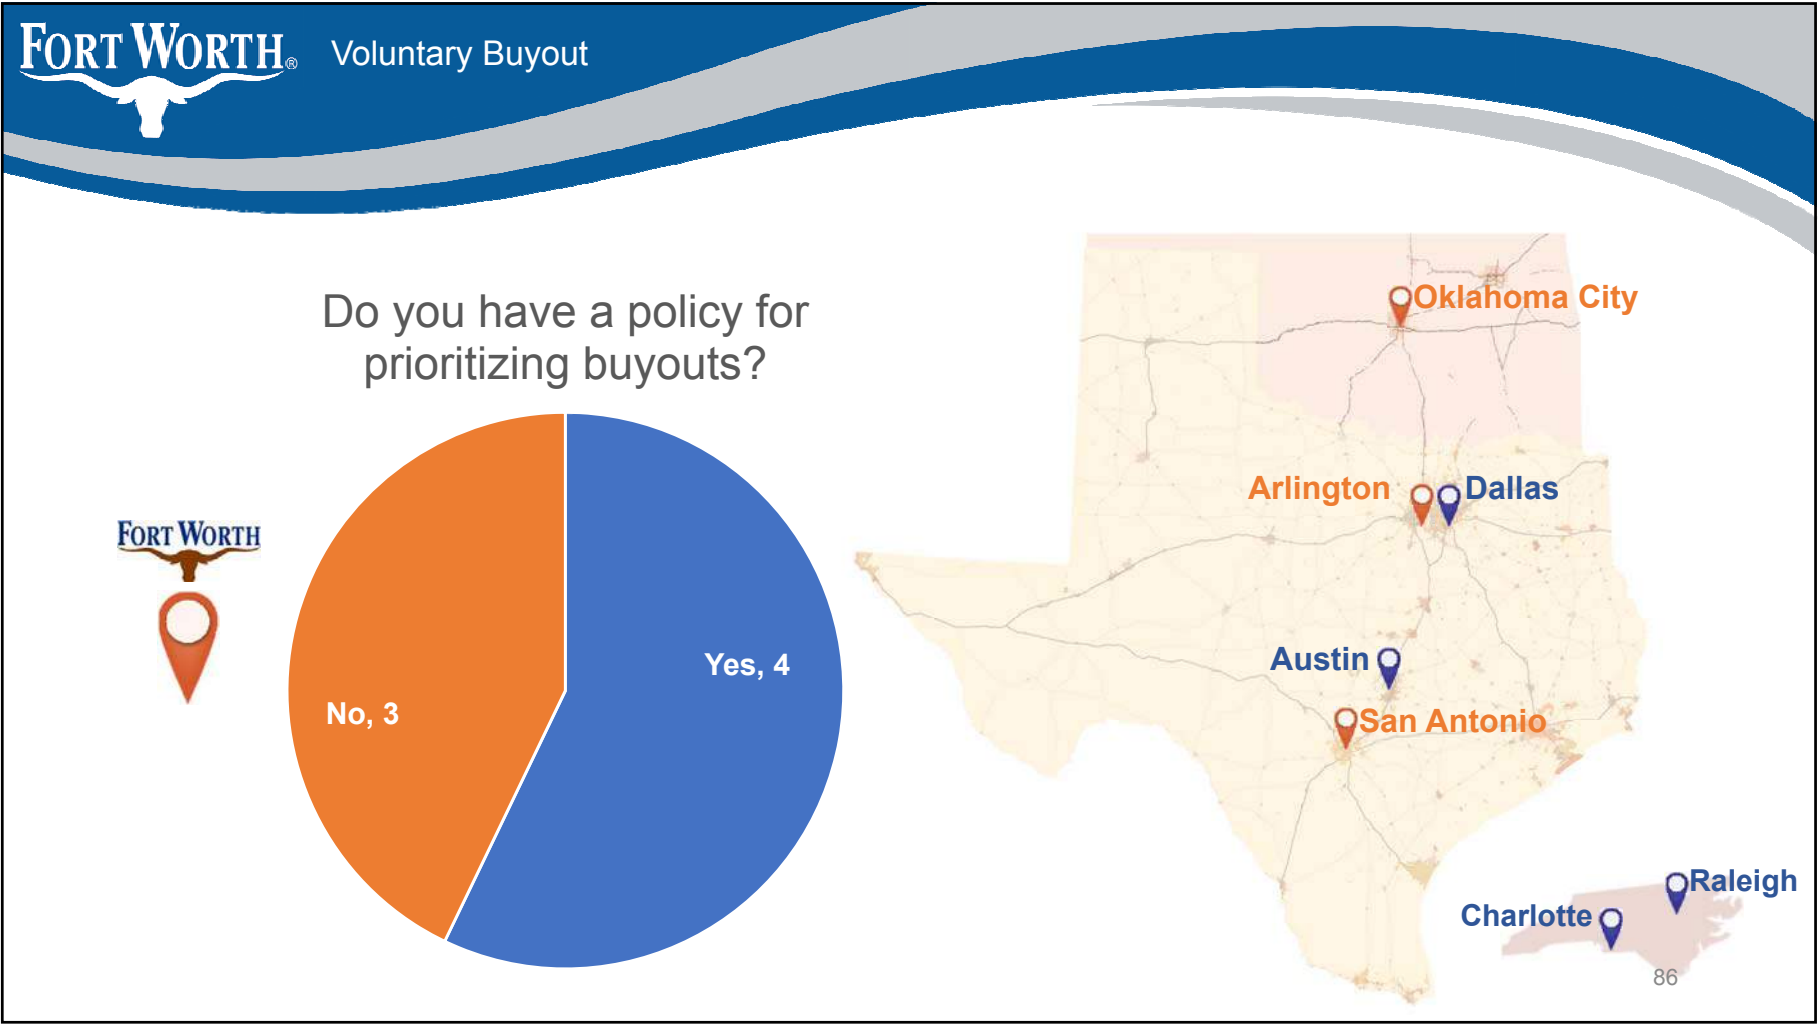 FORT WORTH®
Voluntary Buyout
Do you have a policy for
prioritizing buyouts?
FORT WORTH
Yes, 4
No, 3
Oklahoma City
Arlington
Dallas
Austin
San Antonio
Raleigh
Charlotte
86